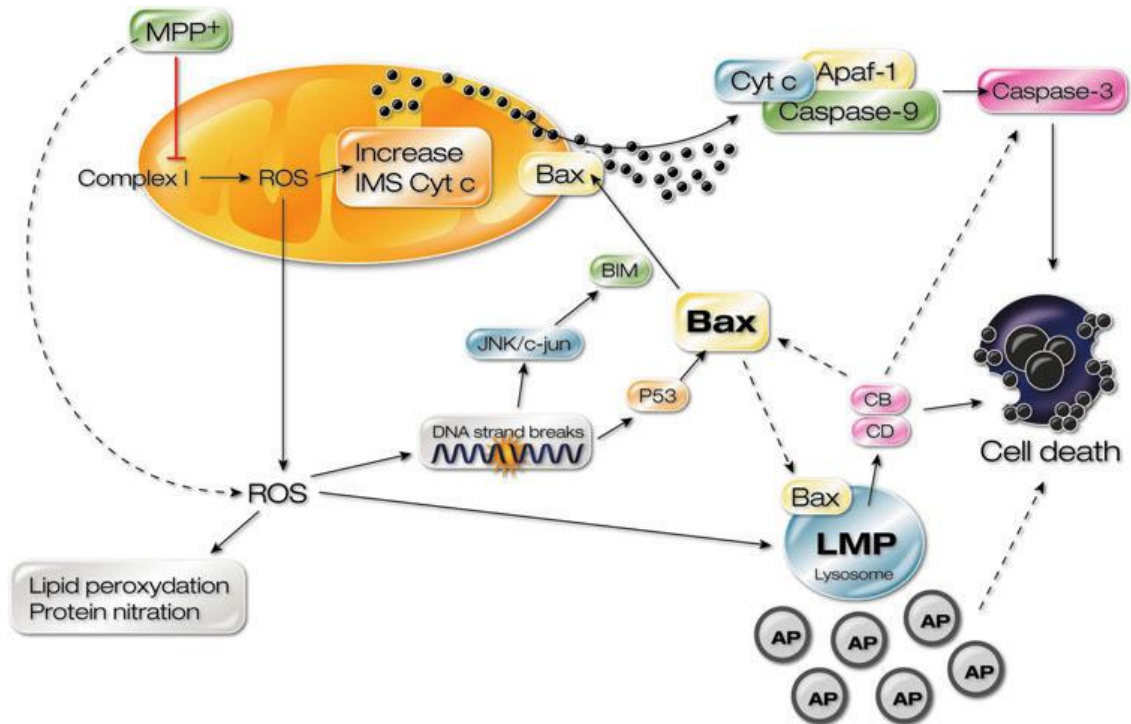 MPP⁺
Cyt c
Apaf-1
Caspase-9
Caspase-3
Increase
IMS Cyt c
Complex I
ROS
Bax
BIM
Bax
JNK/c-jun
P53
CB
CD
DNA strand breaks
Cell death
ROS
Bax
LMP
Lysosome
Lipid peroxydation
Protein nitration
AP
AP
AP
AP
AP
AP